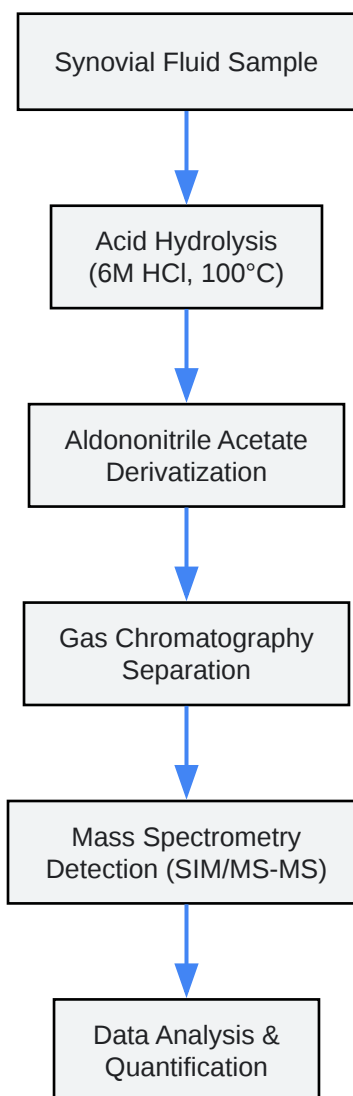 Synovial Fluid Sample
Acid Hydrolysis
(6M HCl, 100°C)
Aldononitrile Acetate
Derivatization
Gas Chromatography
Separation
Mass Spectrometry
Detection (SIM/MS-MS)
Data Analysis &
Quantification